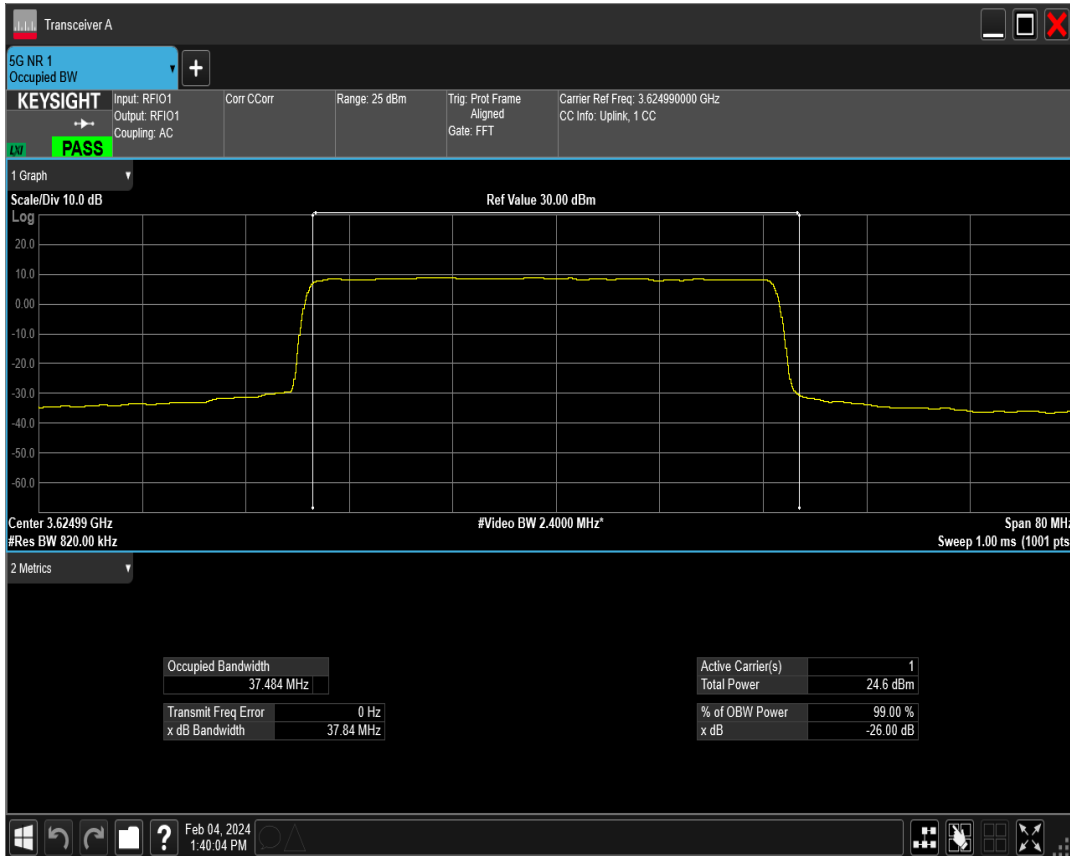 Transceiver A
5G NR 1
Occupied BW
KEYSIGHT
Input: RFIO1
Output: RFIO1
Coupling: AC
Corr CCorr
Range: 25 dBm
Trig: Prot Frame
Aligned
Gate: FFT
Carrier Ref Freq: 3.624990000 GHz
CC Info: Uplink, 1 CC
LXI
PASS
1 Graph
Scale/Div 10.0 dB
Ref Value 30.00 dBm
Log
20.0
10.0
0.00
-10.0
-20.0
-30.0
-40.0
-50.0
-60.0
Center 3.62499 GHz
#Video BW 2.4000 MHz*
Span 80 MHz
#Res BW 820.00 kHz
Sweep 1.00 ms (1001 pts
2 Metrics
Occupied Bandwidth
37.484 MHz
Transmit Freq Error 0 Hz
x dB Bandwidth 37.84 MHz
Active Carrier(s) 1
Total Power 24.6 dBm
% of OBW Power 99.00 %
x dB -26.00 dB
?
Feb 04, 2024
1:40:04 PM